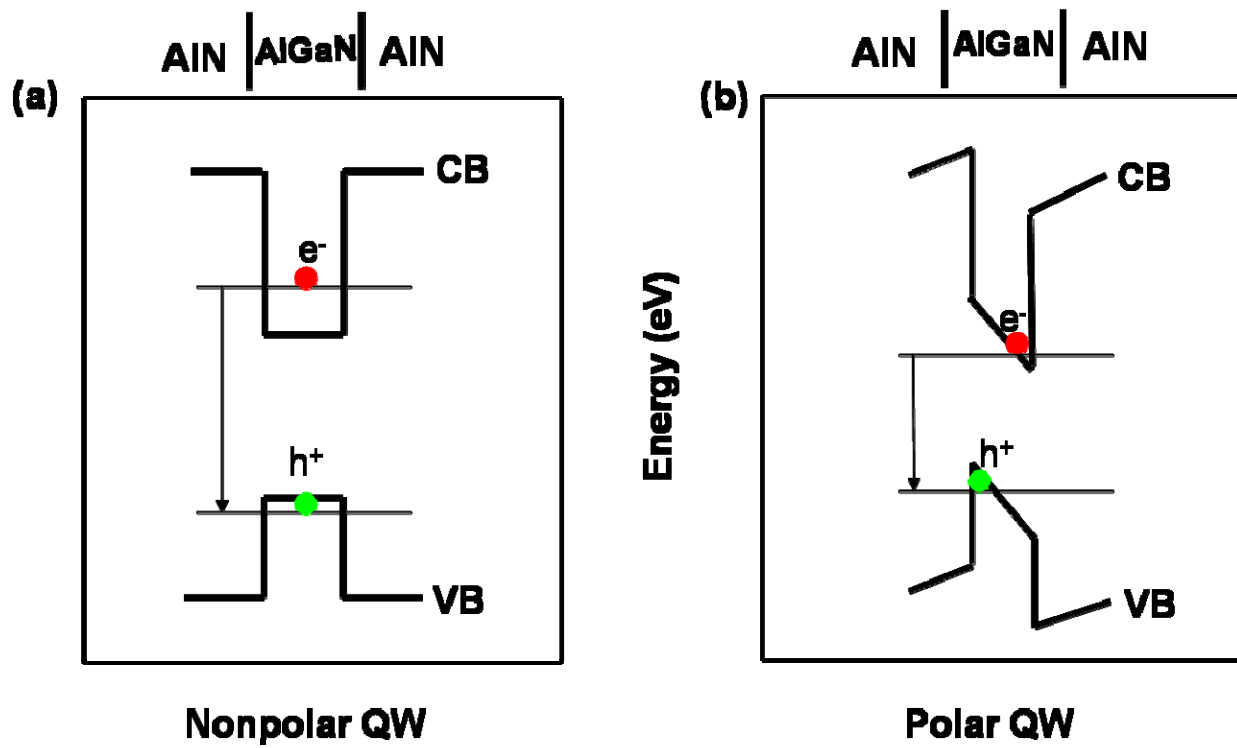 AlN AlGaN AlN
AlN AlGaN AlN
(a)
(b)
CB
e-
h+
VB
Nonpolar QW
Energy (eV)
CB
e-
h+
VB
Polar QW